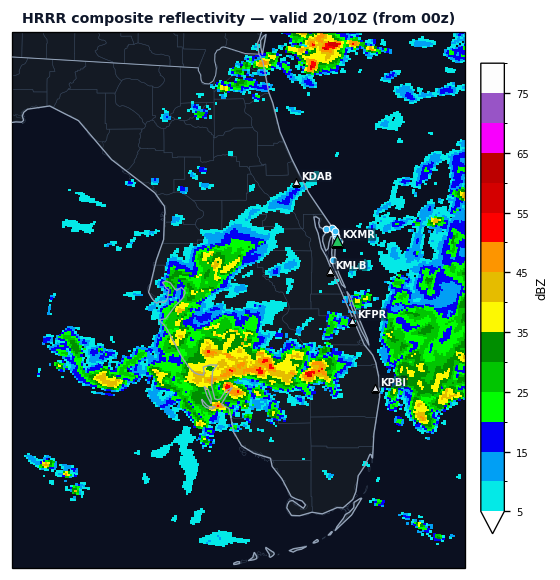 HRRR composite reflectivity — valid 20/10Z (from 00z)
KDAB
KXMR
KMLB
KFPR
KPBI
75
65
55
45
35
25
15
5
dBZ